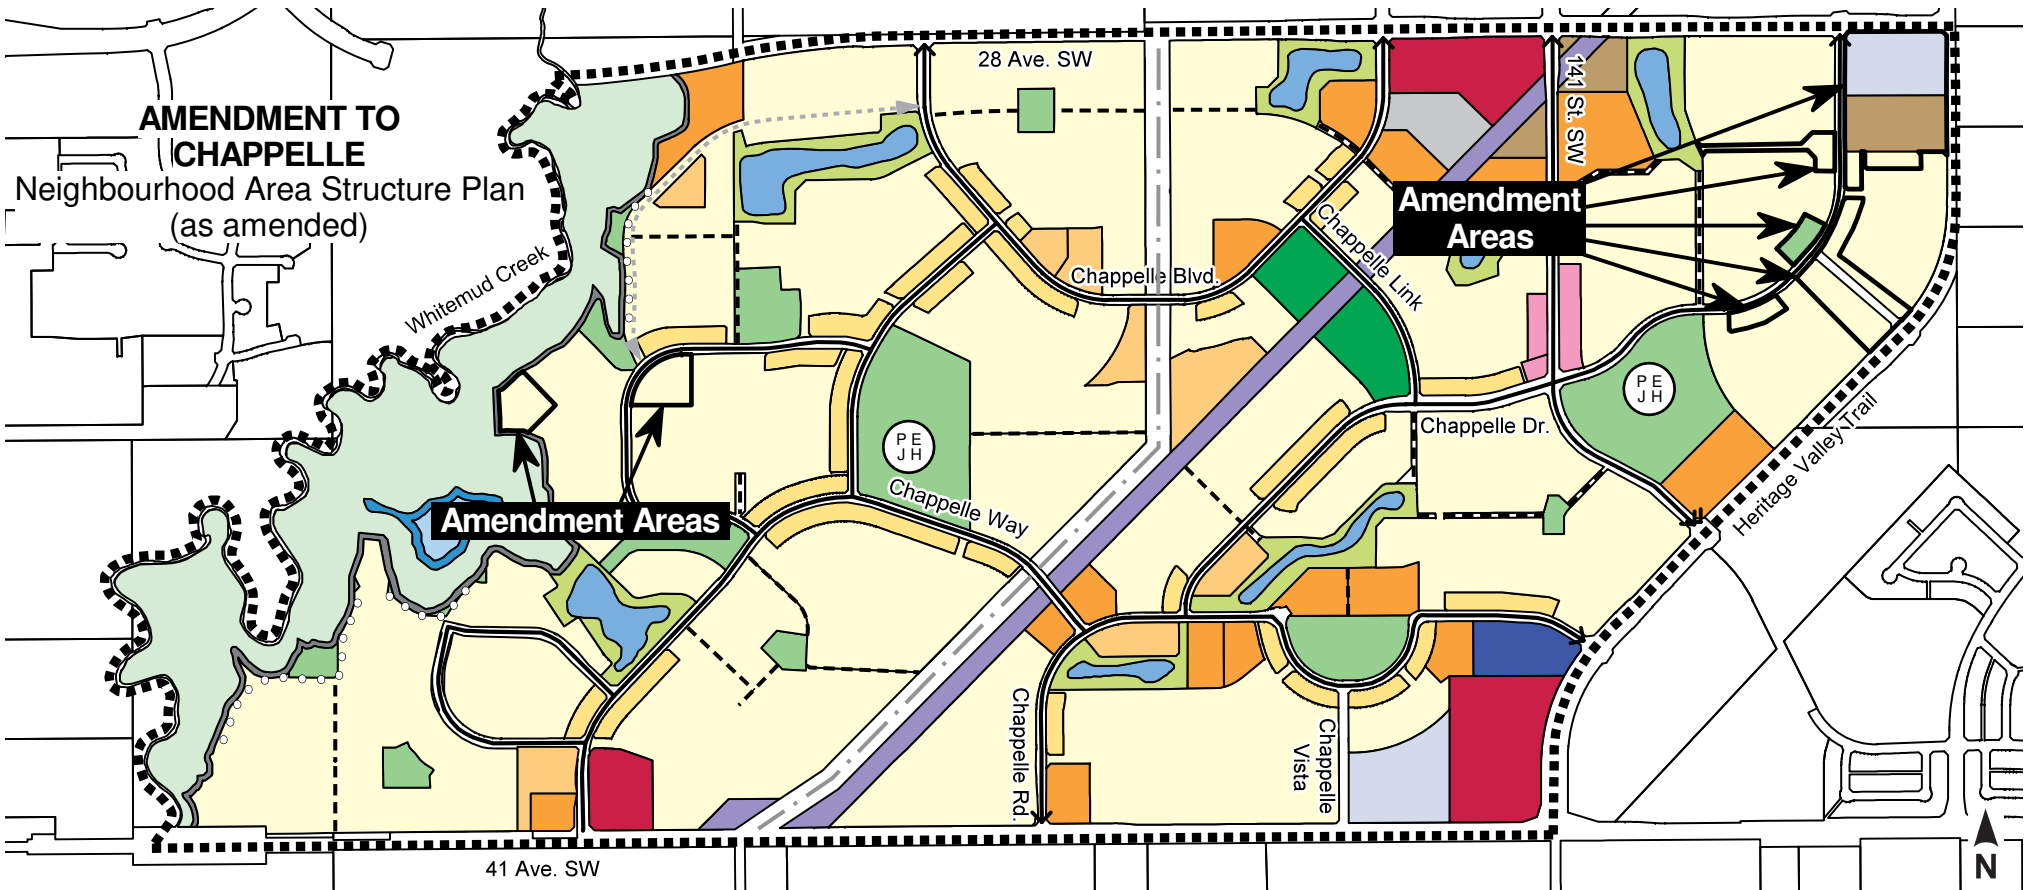 28 Ave. SW
141 St. SW
AMENDMENT TO
CHAPPELLE
Neighbourhood Area Structure Plan
(as amended)
Whitemud Creek
Amendment
Areas
Chappelle Link
Chappelle Blvd.
P E
J H
P E
J H
Chappelle Dr.
Heritage Valley Trail
Chappelle Way
Amendment Areas
Chappelle Rd.
Chappelle
Vista
41 Ave. SW
N